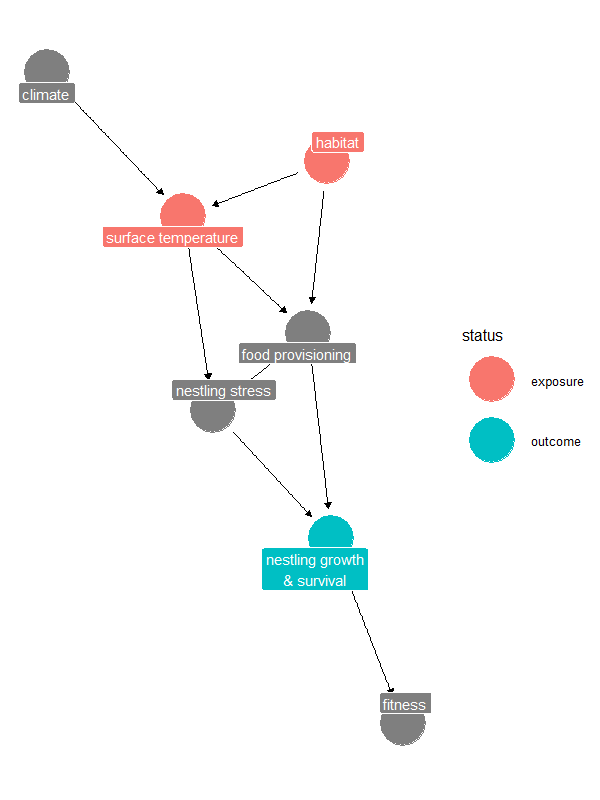 climate
habitat
surface temperature
food provisioning
status
exposure
nestling stress
outcome
nestling growth
& survival
fitness